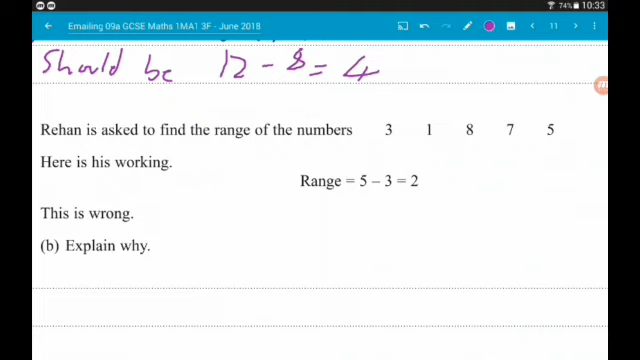 74% 10:33
Emailing 09a GCSE Maths 1MA1 3F - June 2018
11
Should be 12 - 8 = 4
Rehan is asked to find the range of the numbers 3 1 8 7 5
Here is his working.
Range = 5 – 3 = 2
This is wrong.
(b) Explain why.